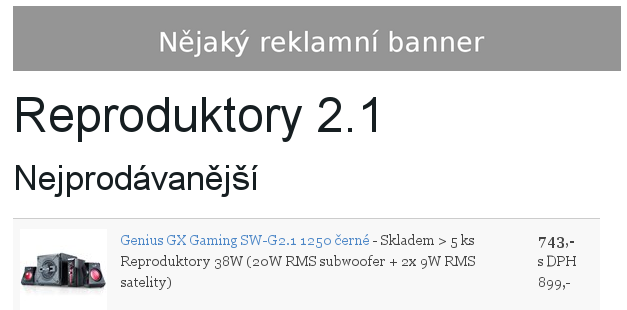 Nějaký reklamní banner
Reproduktory 2.1
Nejprodávanější
Genius GX Gaming SW-G2.1 1250 černé - Skladem > 5 ks
743,-
Reproduktory 38W (20W RMS subwoofer + 2x 9W RMS
s DPH
satelity)
899,-